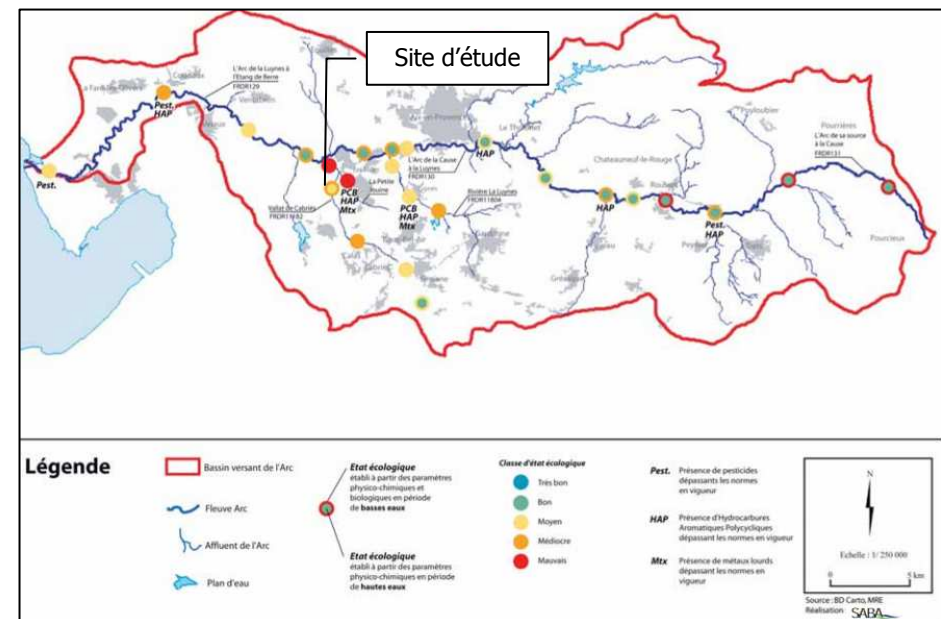 Site d'étude
L'Arc de la Luynes à
l'Etang de Berre
FRDR129
Pest.
HAP
Pest.
HAP
Le Tholonet
L'Arc de la Cause
à la Luynes
FRDR130
La Petite
Jouine
PCB
HAP
Mtx
PCB
HAP
Mtx
Rivière La Luynes
Vallat de Cabriès
Calas
Chateauneuf-le-Rouge
Rousset
HAP
Pest.
HAP
Pourrières
L'Arc de sa source
à la Cause
FRDR131
Pourcieux
Légende
Bassin versant de l'Arc
Fleuve Arc
Affluent de l'Arc
Plan d'eau
Etat écologique
établi à partir des paramètres
physico-chimiques et
biologiques en période
de basses eaux
Etat écologique
établi à partir des paramètres
physico-chimiques en période
de hautes eaux
Classe d'état écologique
Très bon
Bon
Moyen
Médiocre
Mauvais
Pest. Présence de pesticides
dépassants les normes
en vigueur
HAP Présence d'Hydrocarbures
Aromatiques Polycycliques
dépassant les normes en vigueur
Mtx Présence de métaux lourds
dépassant les normes en
vigueur
N
Echelle : 1/ 250 000
0 5 km
Source : BD Carto, MRE
Réalisation SABA